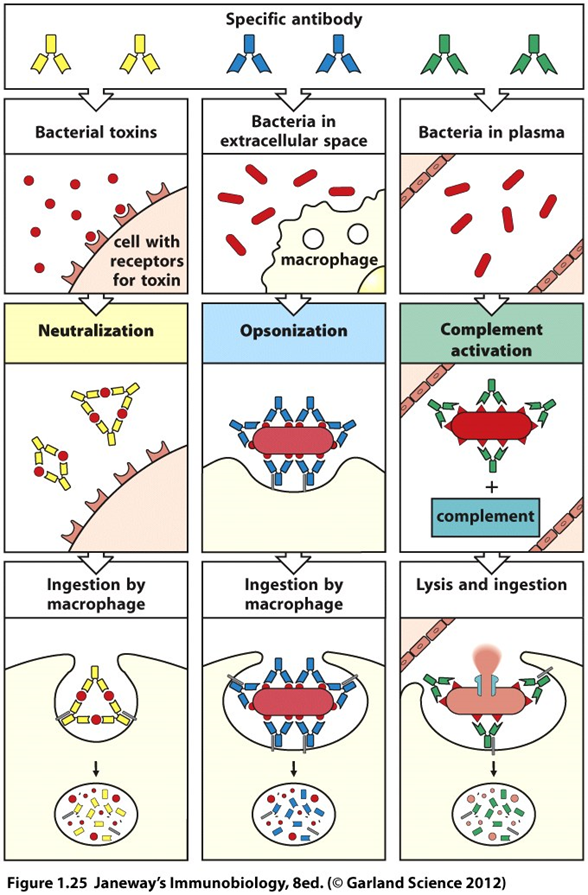 Specific antibody
Bacterial toxins
Bacteria in
extracellular space
Bacteria in plasma
cell with
receptors
for toxin
macrophage
Neutralization
Opsonization
Complement
activation
+
complement
Ingestion by
macrophage
Ingestion by
macrophage
Lysis and ingestion
Figure 1.25 Janeway's Immunobiology, 8ed. (© Garland Science 2012)